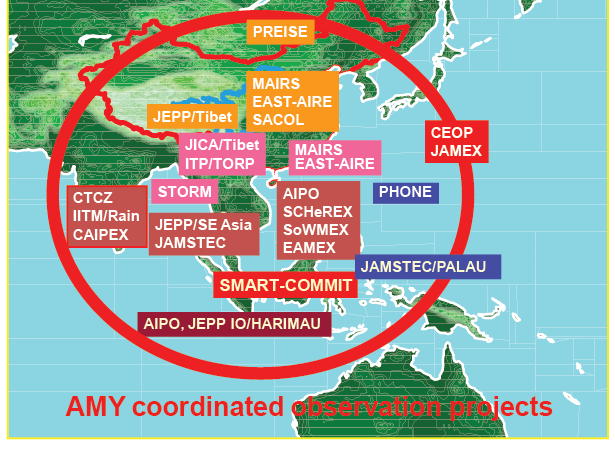 PREISE
MAIRS
EAST-AIRE
SACOL
JEPP/Tibet
CEOP
JAMEX
JICA/Tibet
ITP/TORP
MAIRS
EAST-AIRE
STORM
PHONE
CTCZ
IITM/Rain
CAIPEX
AIPO
SCHeREX
SoWMEX
EAMEX
JEPP/SE Asia
JAMSTEC
JAMSTEC/PALAU
SMART-COMMIT
AIPO, JEPP IO/HARIMAU
AMY coordinated observation projects